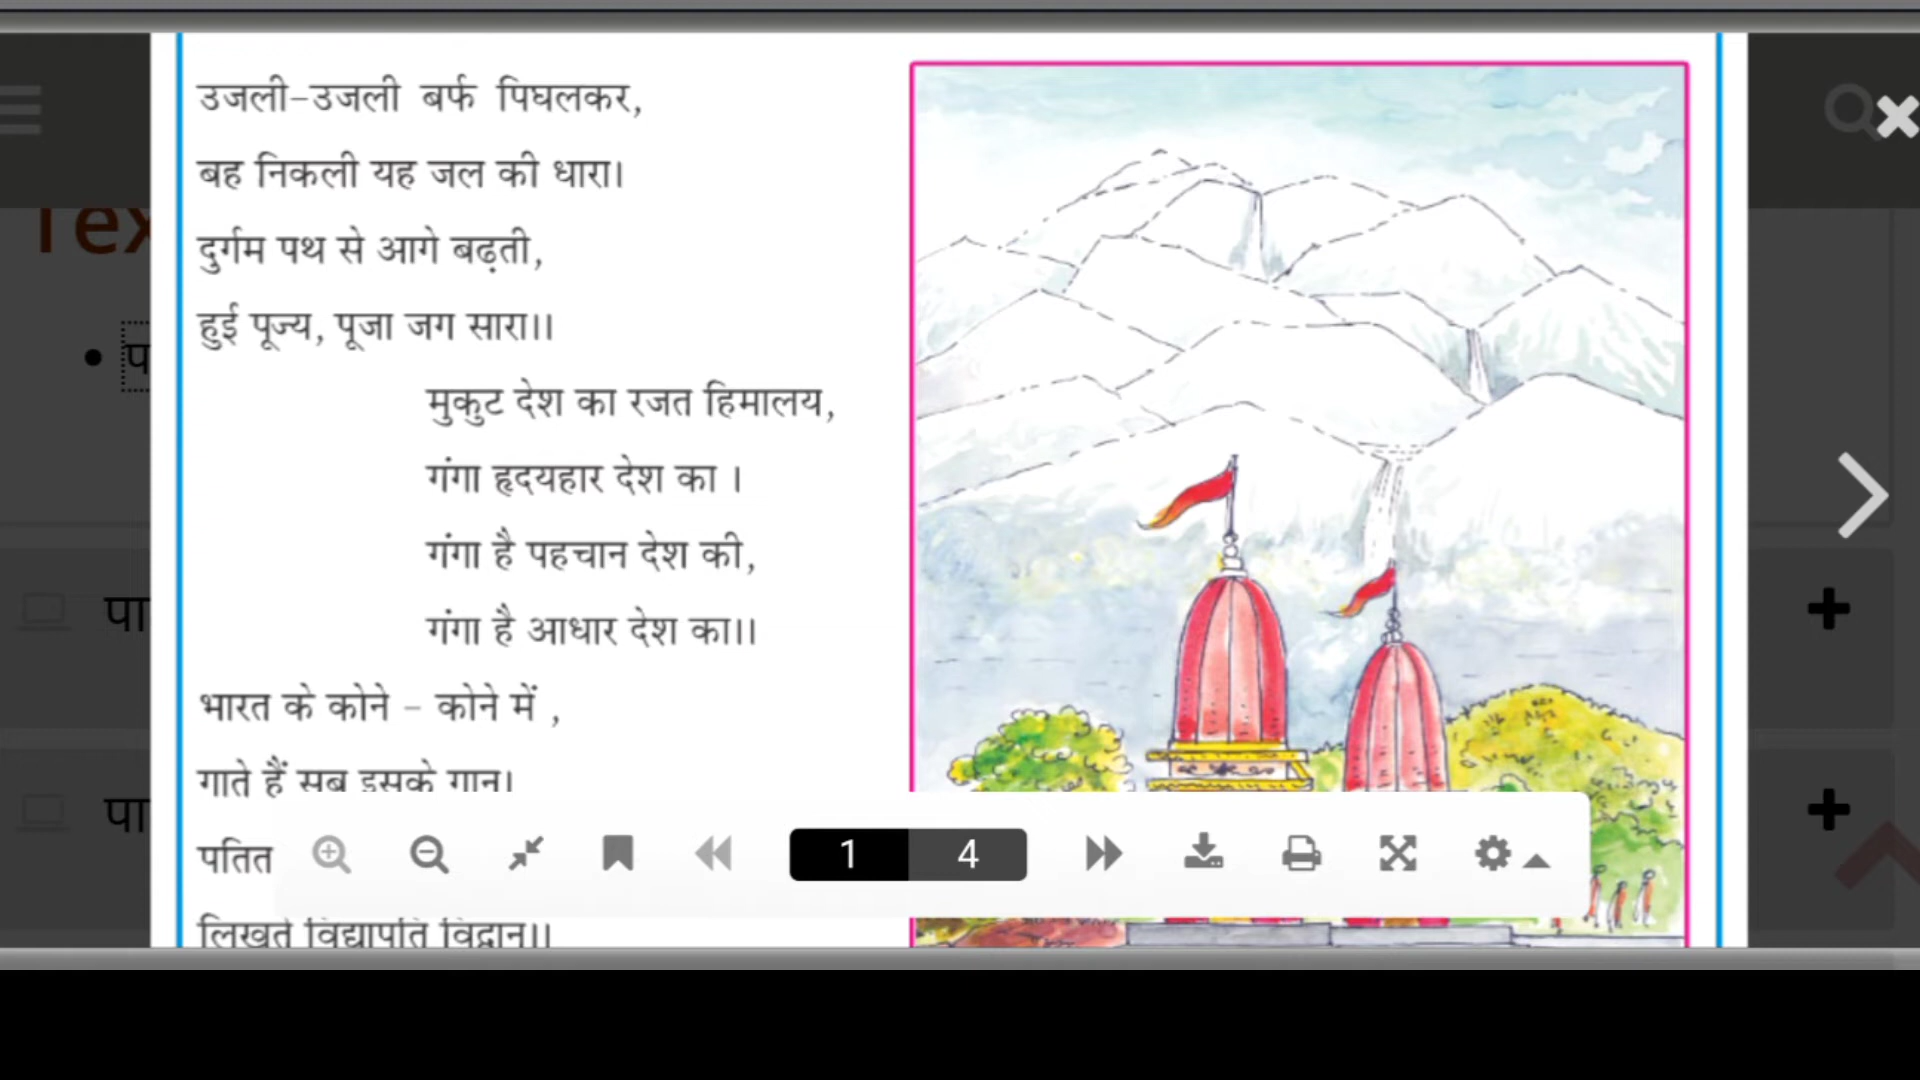 उजली-उजली बर्फ पिघलकर,
बह निकली यह जल की धारा।
दुर्गम पथ से आगे बढ़ती,
हुई पूज्य, पूजा जग सारा।।
मुकुट देश का रजत हिमालय,
गंगा हृदयहार देश का ।
गंगा है पहचान देश की,
गंगा है आधार देश का।।
भारत के कोने - कोने में ,
गाते हैं सब इसके गान।
पतित
लिखते विद्यापति विद्वान।।
1 4
Tex
प
पा
पा